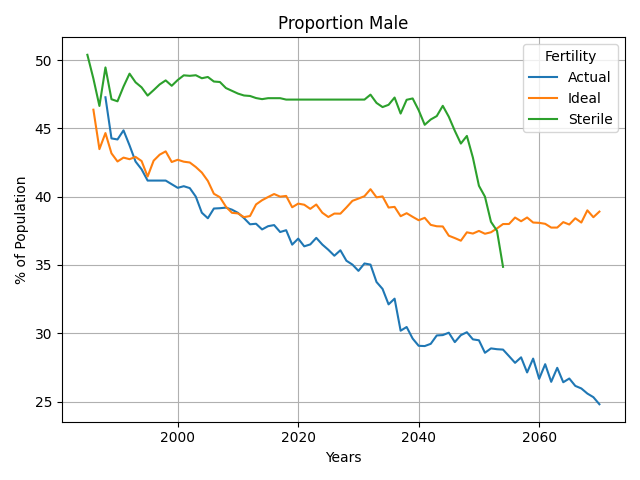 Proportion Male
Fertility
Actual
Ideal
Sterile
% of Population
50
45
40
35
30
25
2000
2020
2040
2060
Years